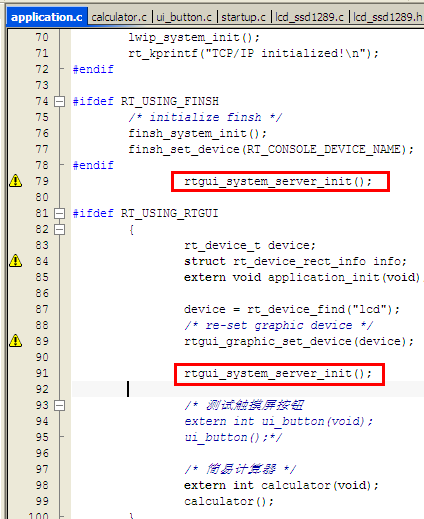 application.c calculator.c ui_button.c startup.c lcd_ssd1289.c lcd_ssd1289.h
70 lwip_system_init();
71 rt_kprintf("TCP/IP initialized!\n");
72 #endif
73
74 #ifdef RT_USING_FINSH
75 /* initialize finsh */
76 finsh_system_init();
77 finsh_set_device(RT_CONSOLE_DEVICE_NAME);
78 #endif
79 rtgui_system_server_init();
80
81 #ifdef RT_USING_RTGUI
82 {
83 rt_device_t device;
84 struct rt_device_rect_info info;
85 extern void application_init(void)
86
87 device = rt_device_find("lcd");
88 /* re-set graphic device */
89 rtgui_graphic_set_device(device);
90
91 rtgui_system_server_init();
92
93 /* 测试触摸屏按钮
94 extern int ui_button(void);
95 ui_button();*/
96
97 /* 简易计算器 */
98 extern int calculator(void);
99 calculator();
100 }